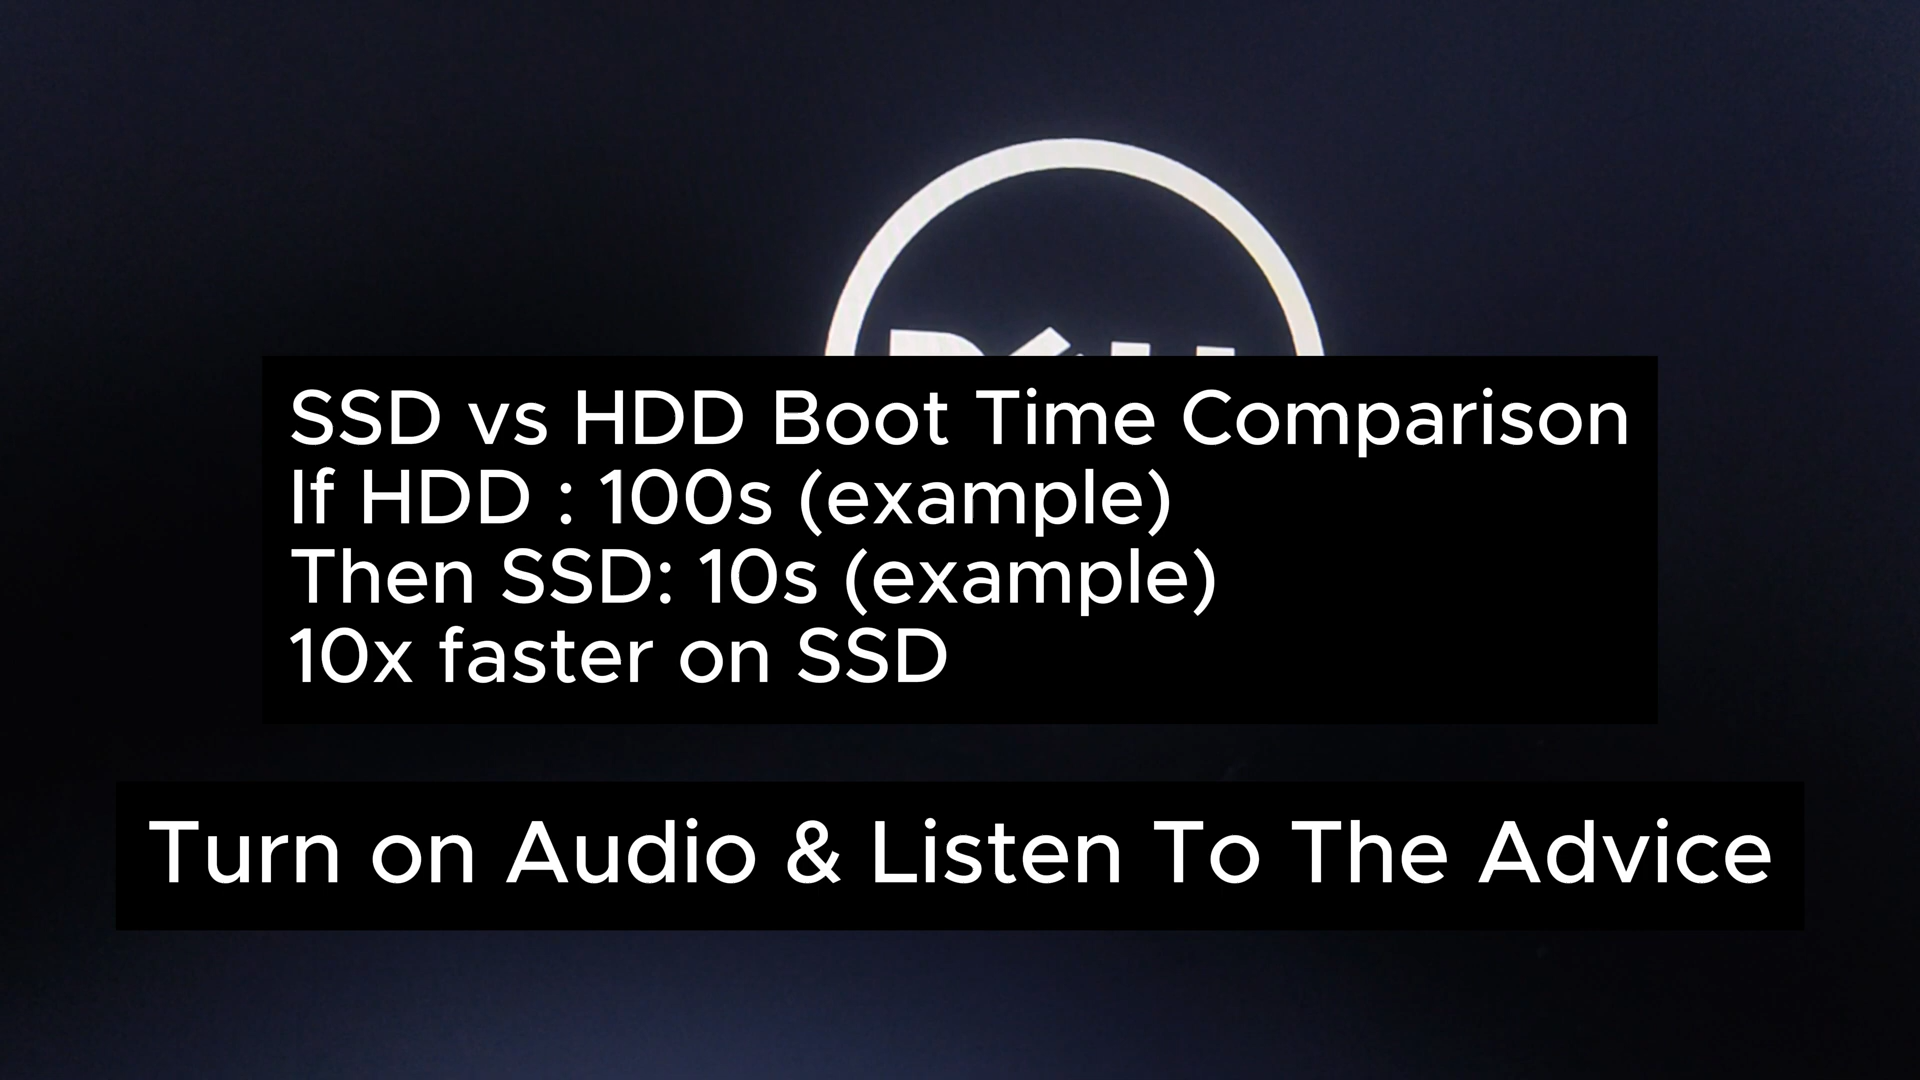 SSD vs HDD Boot Time Comparison
If HDD : 100s (example)
Then SSD: 10s (example)
10x faster on SSD
Turn on Audio & Listen To The Advice